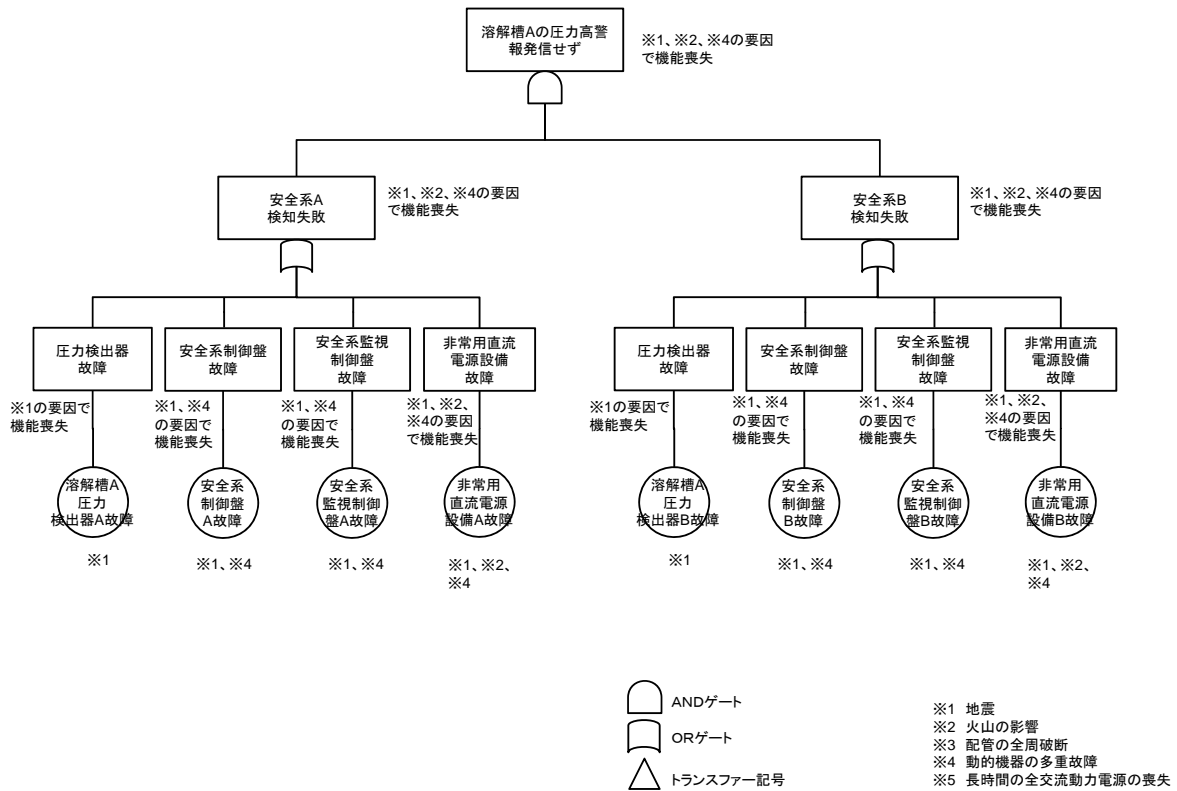 溶解槽Aの圧力高警
報発信せず
※1、※2、※4の要因
で機能喪失
安全系A
検知失敗
※1、※2、※4の要因
で機能喪失
安全系B
検知失敗
※1、※2、※4の要因
で機能喪失
圧力検出器
故障
安全系制御盤
故障
安全系監視
制御盤
故障
非常用直流
電源設備
故障
圧力検出器
故障
安全系制御盤
故障
安全系監視
制御盤
故障
非常用直流
電源設備
故障
※1の要因で
機能喪失
※1、※4
の要因で
機能喪失
※1、※4
の要因で
機能喪失
※1、※2、
※4の要因
で機能喪失
※1の要因で
機能喪失
※1、※4
の要因で
機能喪失
※1、※4
の要因で
機能喪失
※1、※2、
※4の要因
で機能喪失
溶解槽A
圧力
検出器A故障
安全系
制御盤
A故障
安全系
監視制御
盤A故障
非常用
直流電源
設備A故障
溶解槽A
圧力
検出器B故障
安全系
制御盤
B故障
安全系
監視制御
盤B故障
非常用
直流電源
設備B故障
※1
※1、※4
※1、※4
※1、※2、
※4
※1
※1、※4
※1、※4
※1、※2、
※4
ANDゲート
ORゲート
トランスファー記号
※1 地震
※2 火山の影響
※3 配管の全周破断
※4 動的機器の多重故障
※5 長時間の全交流動力電源の喪失